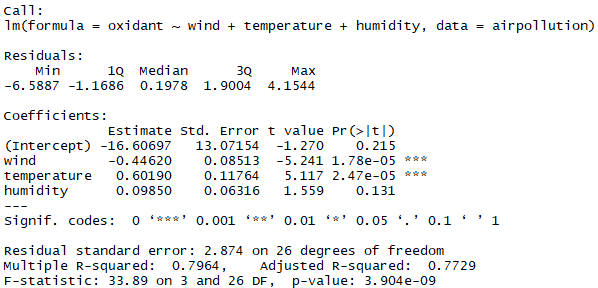 Call:
lm(formula = oxidant ~ wind + temperature + humidity, data = airpollution)
Residuals:
    Min      1Q  Median      3Q     Max
-6.5887 -1.1686  0.1978  1.9004  4.1544
Coefficients:
             Estimate Std. Error t value Pr(>|t|)
(Intercept) -16.60697   13.07154  -1.270    0.215
wind         -0.44620    0.08513  -5.241 1.78e-05 ***
temperature   0.60190    0.11764   5.117 2.47e-05 ***
humidity      0.09850    0.06316   1.559    0.131
---
Signif. codes:  0 ‘***’ 0.001 ‘**’ 0.01 ‘*’ 0.05 ‘.’ 0.1 ‘ ’ 1
Residual standard error: 2.874 on 26 degrees of freedom
Multiple R-squared:  0.7964,    Adjusted R-squared:  0.7729
F-statistic: 33.89 on 3 and 26 DF,  p-value: 3.904e-09